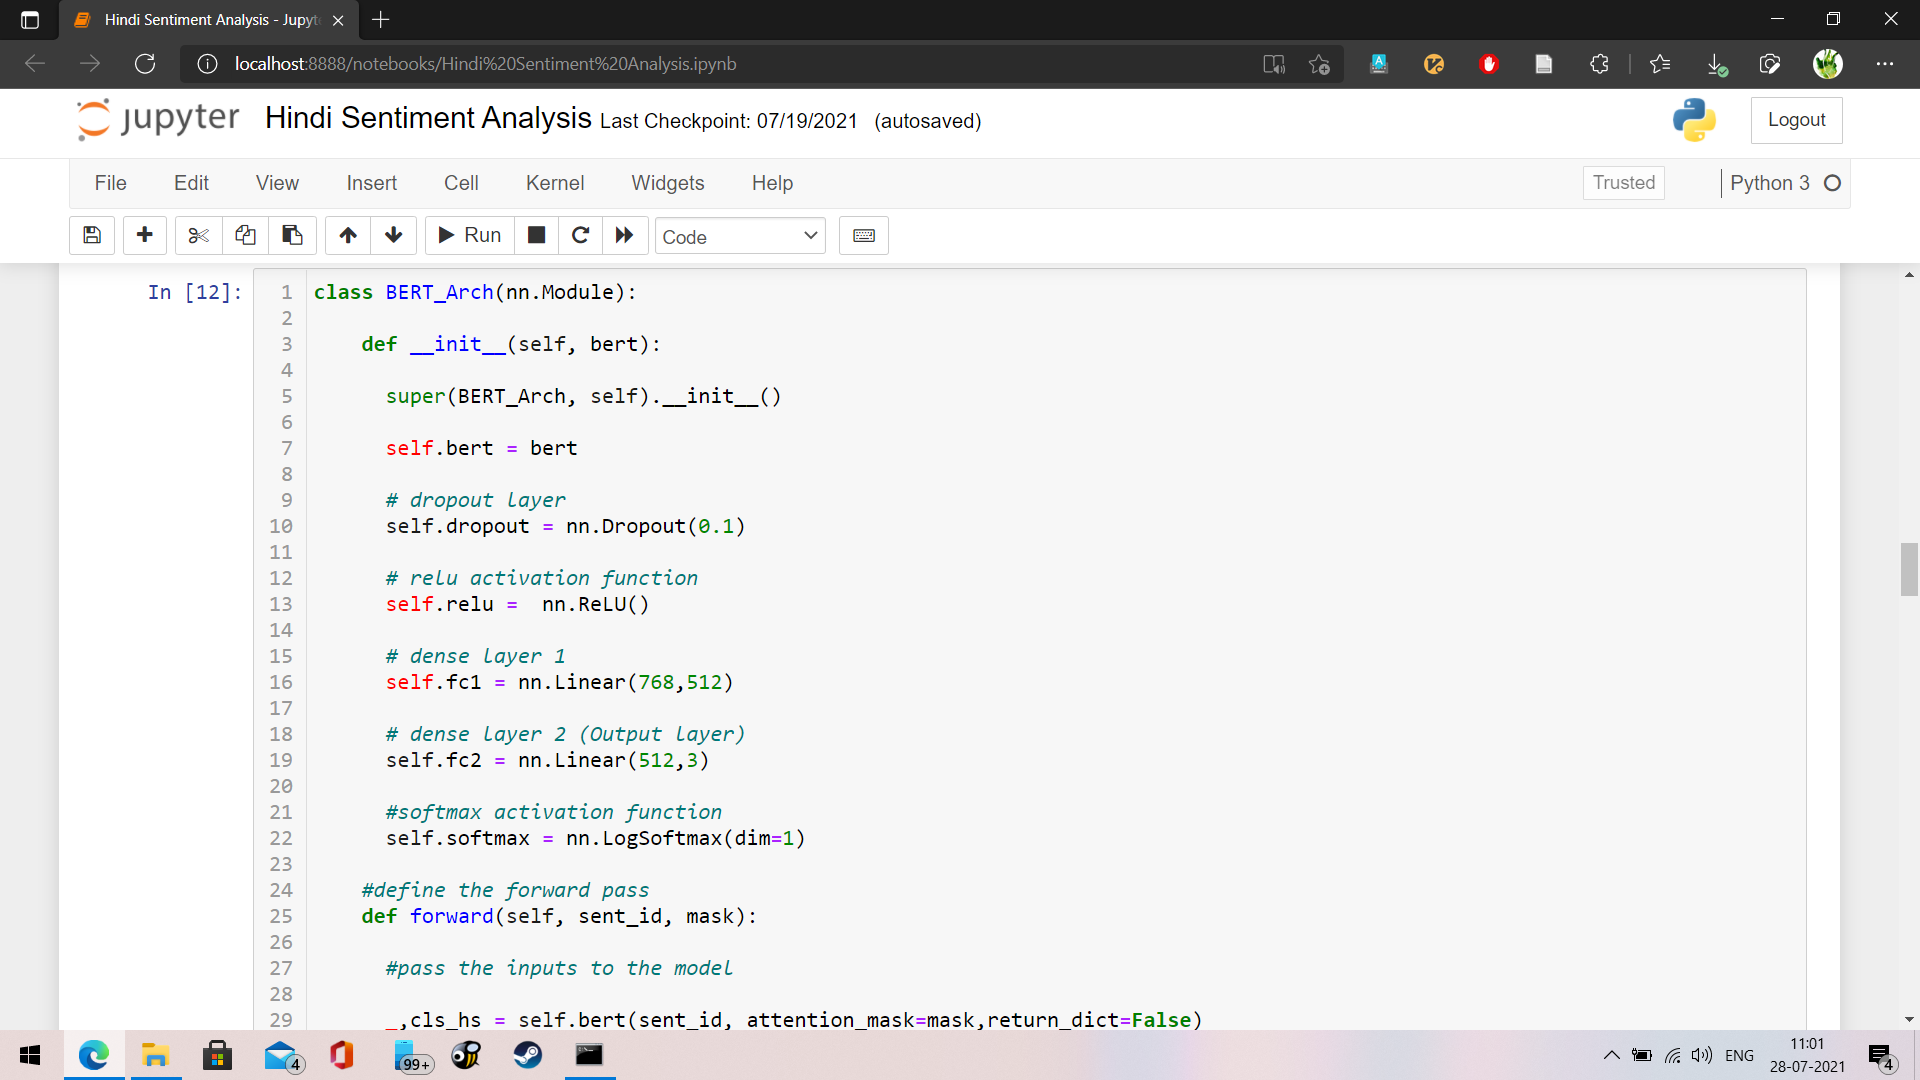 Hindi Sentiment Analysis - Jupyt
localhost:8888/notebooks/Hindi%20Sentiment%20Analysis.ipynb
jupyter Hindi Sentiment Analysis Last Checkpoint: 07/19/2021 (autosaved)
Logout
File Edit View Insert Cell Kernel Widgets Help
Trusted
Python 3
Run
Code
In [12]:
1 class BERT_Arch(nn.Module):
2
3     def __init__(self, bert):
4
5       super(BERT_Arch, self).__init__()
6
7       self.bert = bert
8
9       # dropout layer
10       self.dropout = nn.Dropout(0.1)
11
12       # relu activation function
13       self.relu =  nn.ReLU()
14
15       # dense layer 1
16       self.fc1 = nn.Linear(768,512)
17
18       # dense layer 2 (Output layer)
19       self.fc2 = nn.Linear(512,3)
20
21       #softmax activation function
22       self.softmax = nn.LogSoftmax(dim=1)
23
24     #define the forward pass
25     def forward(self, sent_id, mask):
26
27       #pass the inputs to the model
28
29       _,cls_hs = self.bert(sent_id, attention_mask=mask,return_dict=False)
4
99+
ENG
11:01
28-07-2021
4